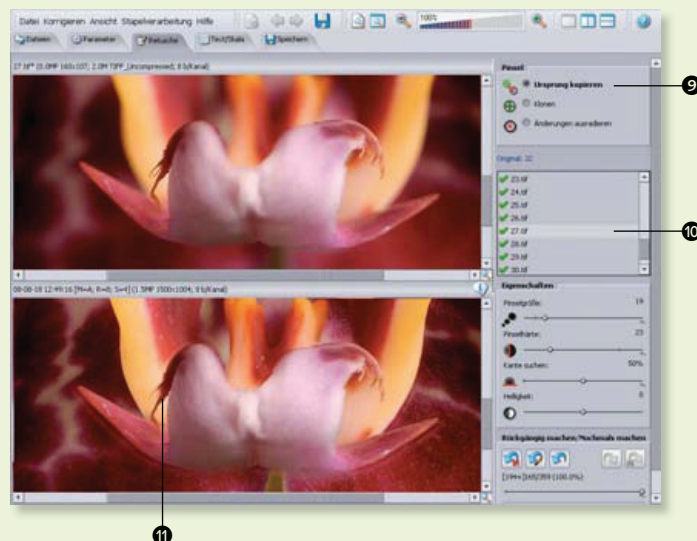 Datei Korrigieren Ansicht Stapelverarbeitung Hilfe
100%
Dateien Parameter Retusche Text/Skala Speichern
Pinsel
Ursprung kopieren
Klonen
Änderungen ausradieren
Original: 32
23.tif
24.tif
25.tif
26.tif
27.tif
28.tif
29.tif
30.tif
Eigenschaften
Pinselgröße: 19
Pinselhärte: 23
Kante suchen: 50%
Helligkeit: 0
Rückgängig machen/Nochmals machen
9
10
11